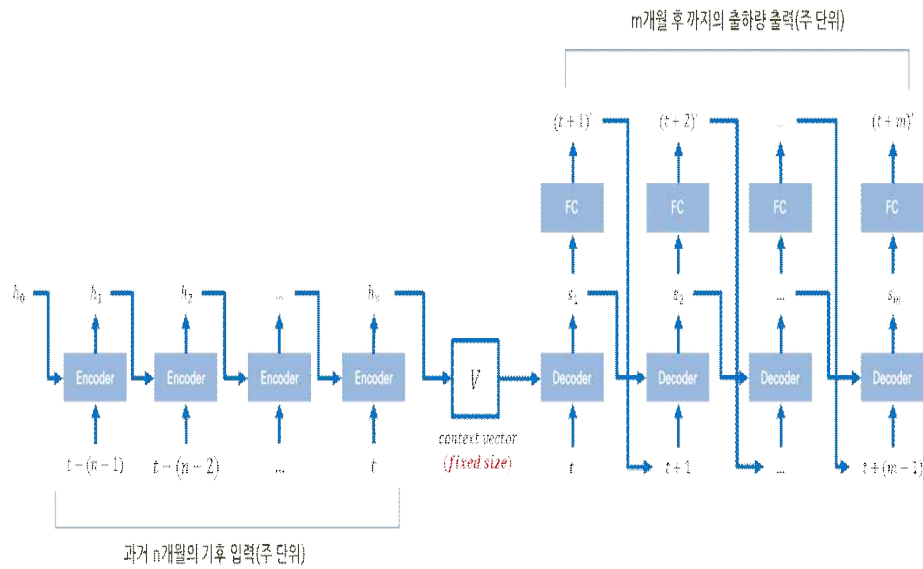 m개월 후 까지의 출하량 출력(주 단위)
(t + 1)' (t + 2)' ... (t + m)'
FC FC FC FC
h₀ h₁ h₂ ... hₙ s₁ s₂ ... sₘ
Encoder Encoder Encoder Encoder V Decoder Decoder Decoder Decoder
context vector
(fixed size)
t − (n − 1) t − (n − 2) ... t t t + 1 ... t + (m − 1)
과거 n개월의 기후 입력(주 단위)